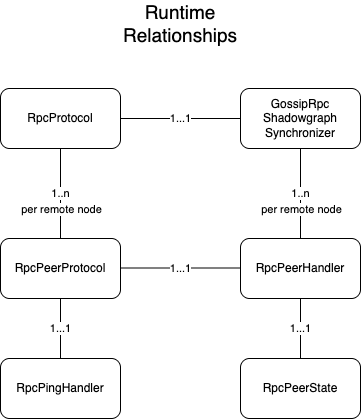 Runtime
Relationships
RpcProtocol
1...1
GossipRpc
Shadowgraph
Synchronizer
1..n
per remote node
1..n
per remote node
RpcPeerProtocol
1...1
RpcPeerHandler
1...1
1...1
RpcPingHandler
RpcPeerState